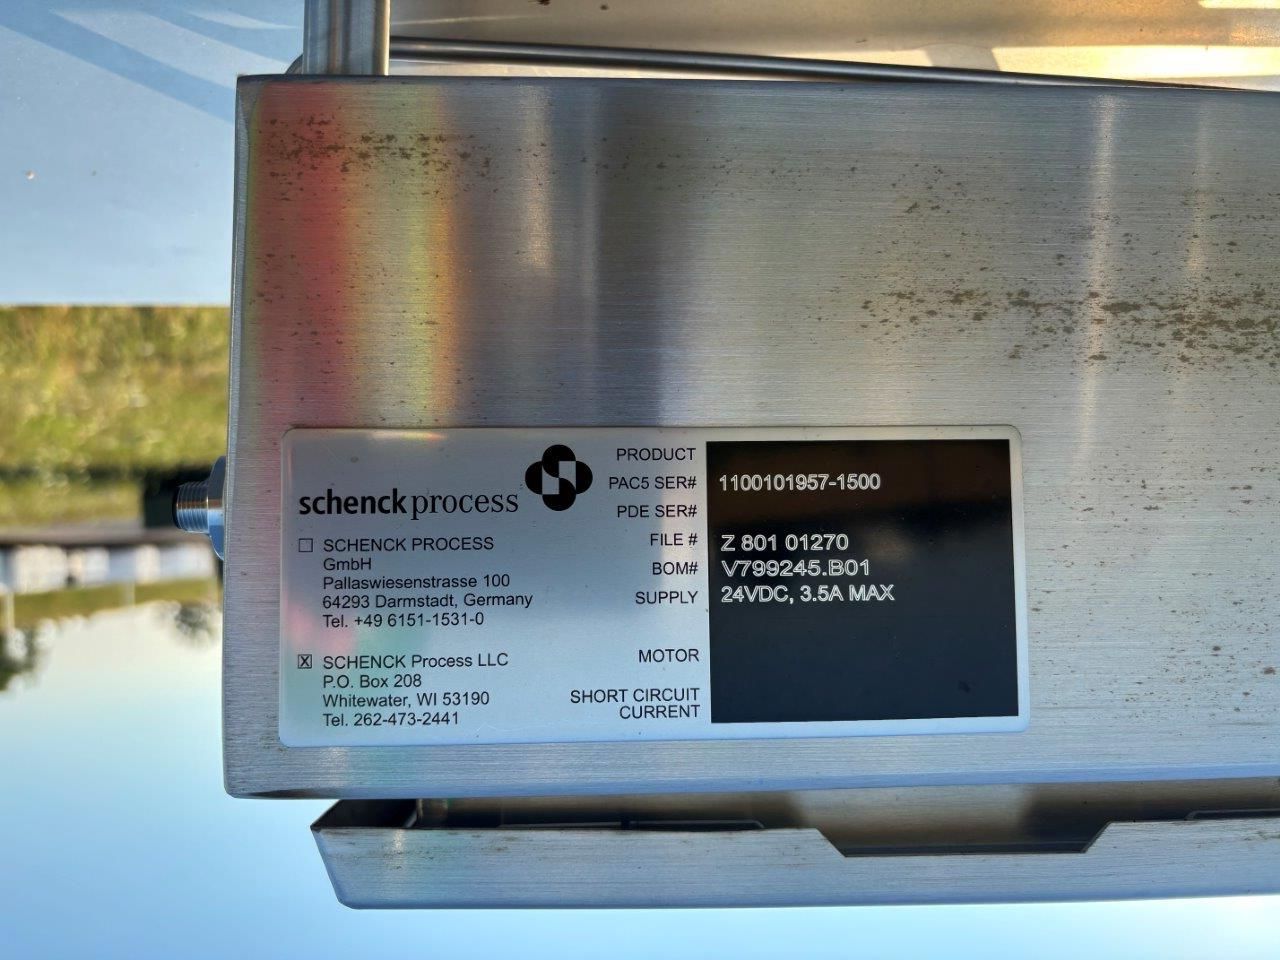 schenck process
☐ SCHENCK PROCESS
GmbH
Pallaswiesenstrasse 100
64293 Darmstadt, Germany
Tel. +49 6151-1531-0
☒ SCHENCK Process LLC
P.O. Box 208
Whitewater, WI 53190
Tel. 262-473-2441
PRODUCT
PAC5 SER# 1100101957-1500
PDE SER#
FILE # Z 801 01270
BOM# V799245.B01
SUPPLY 24VDC, 3.5A MAX
MOTOR
SHORT CIRCUIT
CURRENT